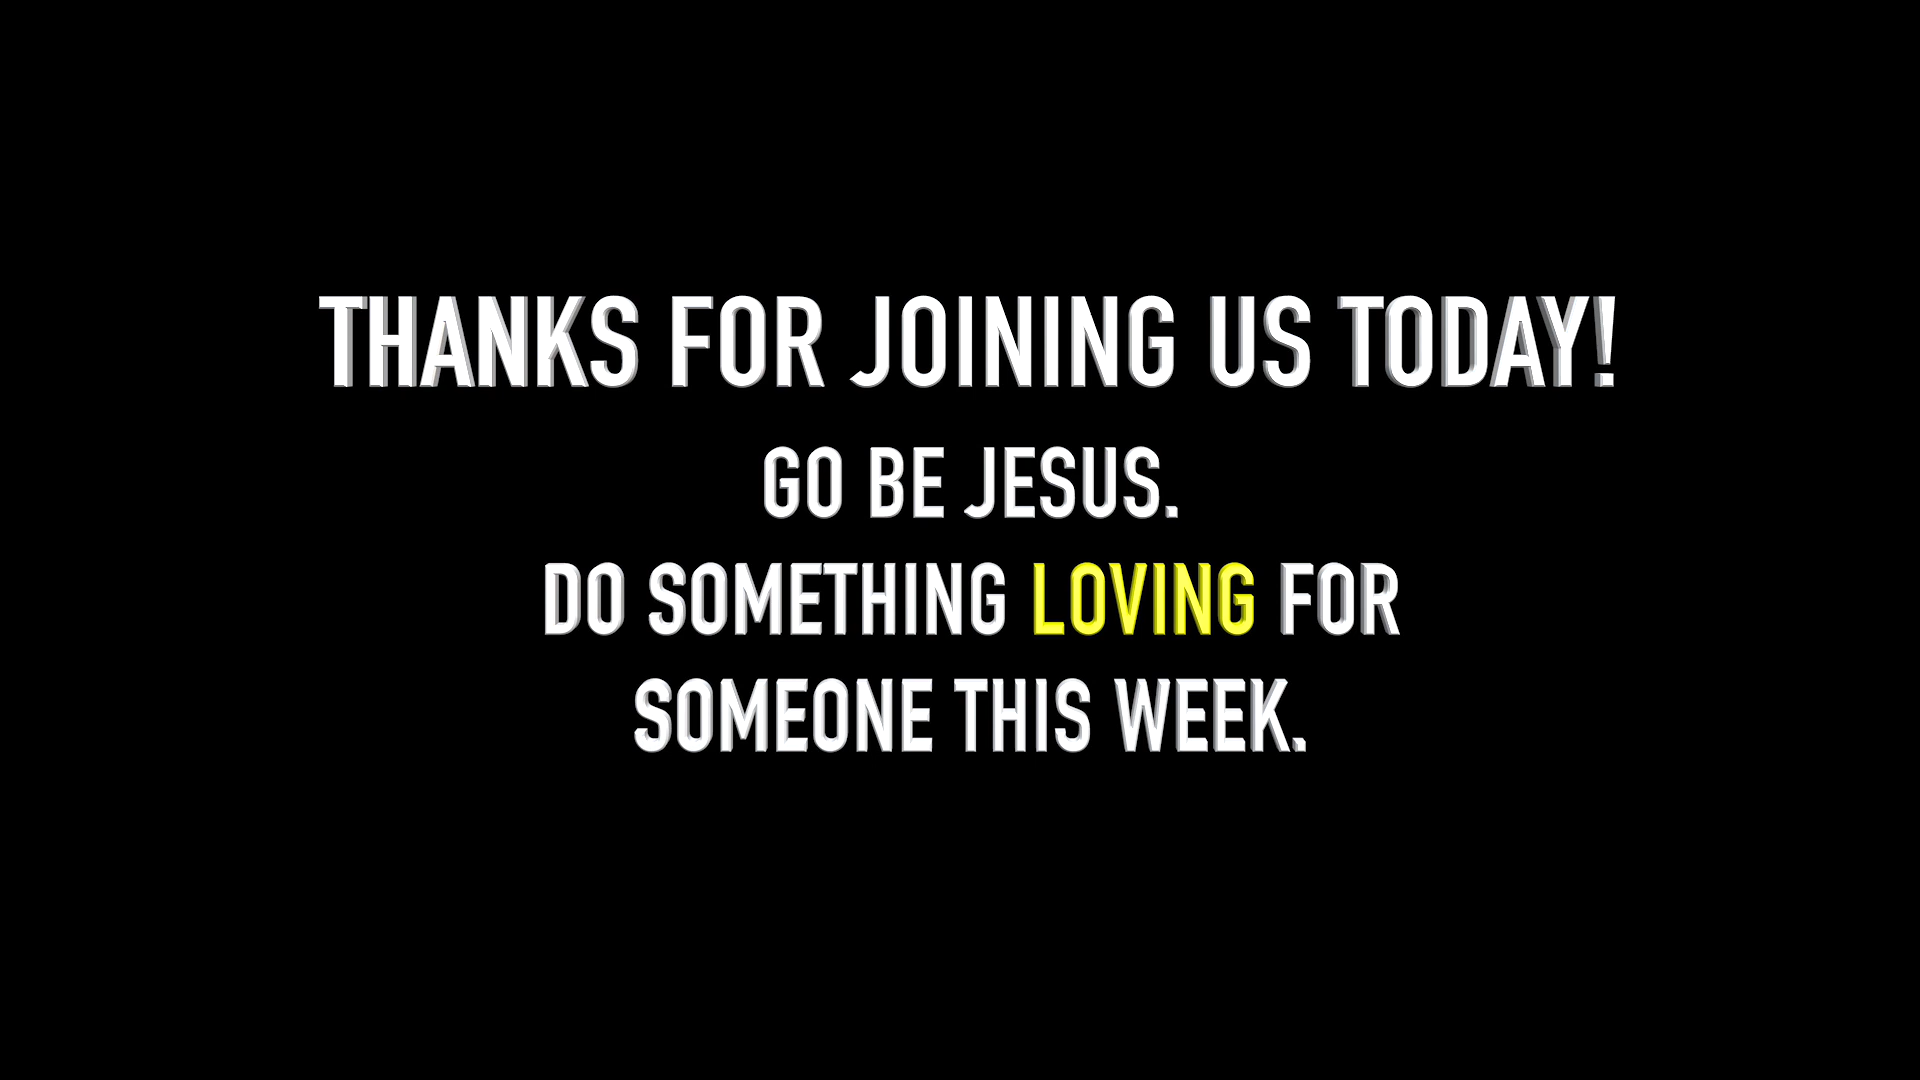 THANKS FOR JOINING US TODAY!
GO BE JESUS.
DO SOMETHING LOVING FOR
SOMEONE THIS WEEK.